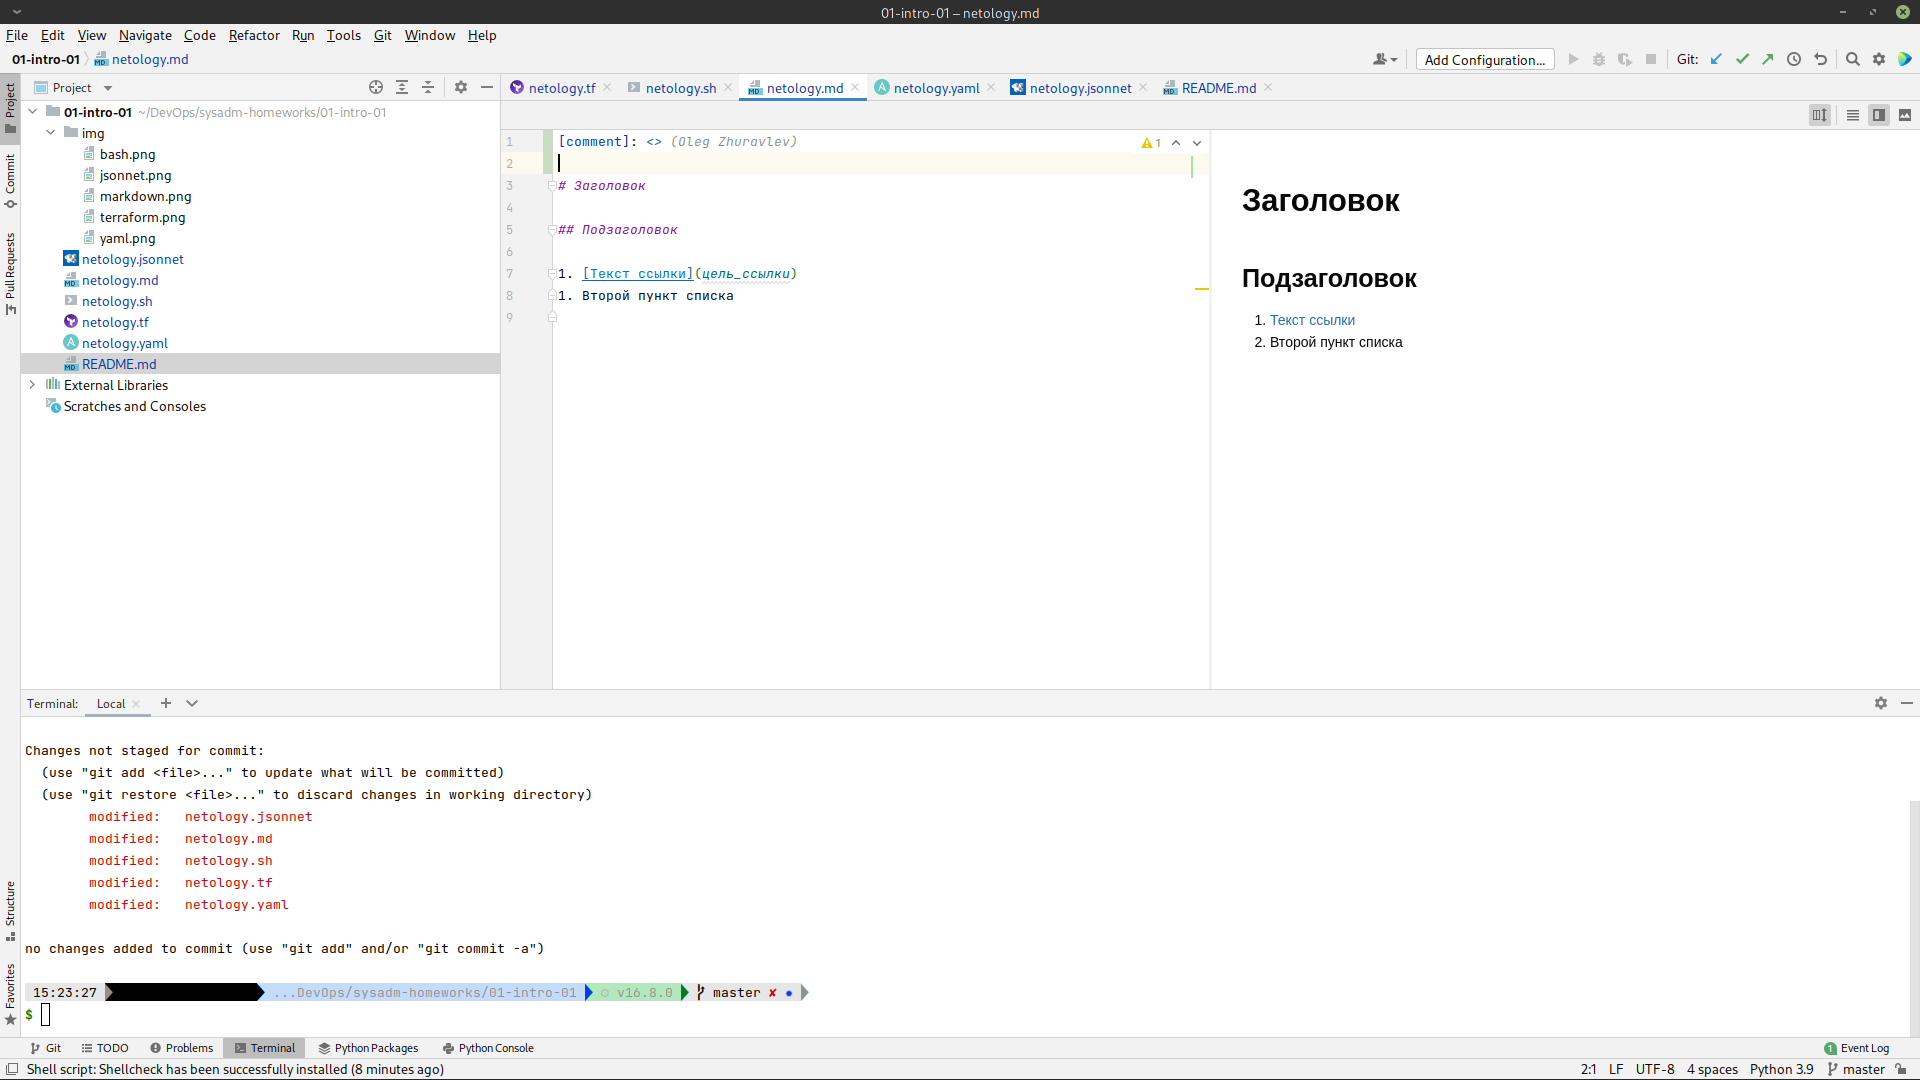 01-intro-01 – netology.md
File Edit View Navigate Code Refactor Run Tools Git Window Help
01-intro-01 netology.md
Add Configuration...
Git:
Project
01-intro-01 ~/DevOps/sysadm-homeworks/01-intro-01
img
bash.png
jsonnet.png
markdown.png
terraform.png
yaml.png
netology.jsonnet
netology.md
netology.sh
netology.tf
netology.yaml
README.md
External Libraries
Scratches and Consoles
Project
Commit
Pull Requests
Structure
Favorites
netology.tf netology.sh netology.md netology.yaml netology.jsonnet README.md
1 [comment]: <> (Oleg Zhuravlev)
1
2
3 # Заголовок
4
5 ## Подзаголовок
6
7 1. [Текст ссылки](цель_ссылки)
8 1. Второй пункт списка
9
Заголовок
Подзаголовок
1. Текст ссылки
2. Второй пункт списка
Terminal: Local
Changes not staged for commit:
(use "git add <file>..." to update what will be committed)
(use "git restore <file>..." to discard changes in working directory)
modified: netology.jsonnet
modified: netology.md
modified: netology.sh
modified: netology.tf
modified: netology.yaml
no changes added to commit (use "git add" and/or "git commit -a")
15:23:27 ...DevOps/sysadm-homeworks/01-intro-01 v16.8.0 master ✘
$
Git TODO Problems Terminal Python Packages Python Console
1 Event Log
Shell script: Shellcheck has been successfully installed (8 minutes ago)
2:1 LF UTF-8 4 spaces Python 3.9 master